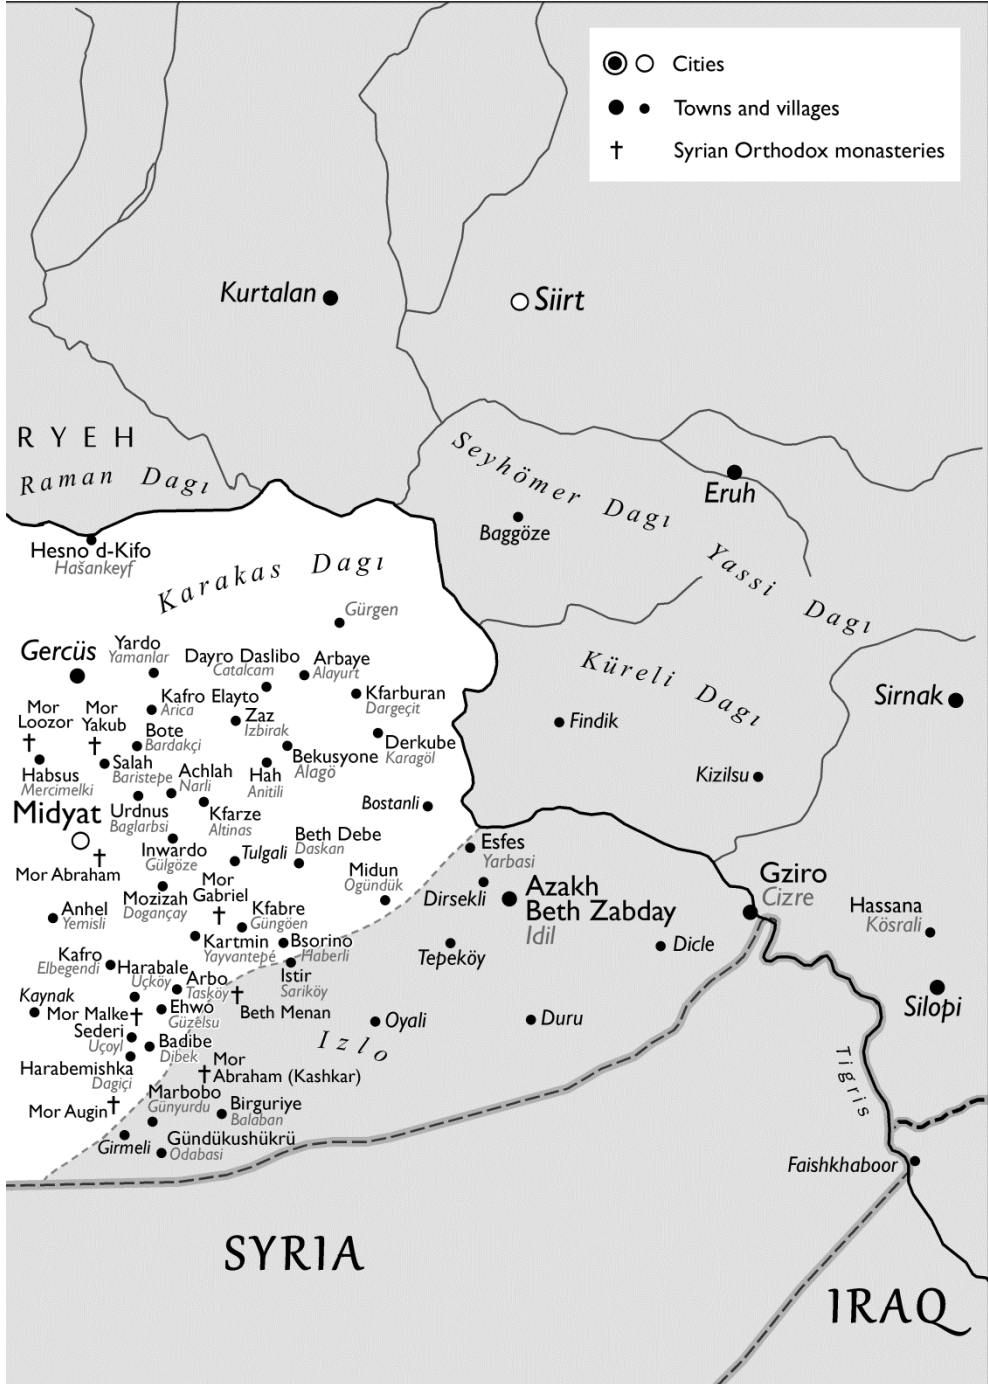 Cities
Towns and villages
Syrian Orthodox monasteries
Kurtalan
Siirt
RYEH
Raman Dagı
Seyhömer Dagı
Eruh
Baggöze
Hesno d-Kifo
Hašankeyf
Karakas Dagı
Yassi Dagı
Gürgen
Gercüs
Yardo
Yamanlar
Dayro Daslibo
Catalcam
Arbaye
Alayurt
Küreli Dagı
Sirnak
Kfarburan
Dargeçit
Kafro Elayto
Arica
Mor
Loozor
Mor
Yakub
Zaz
Izbirak
Findik
Bote
Bardakçi
Derkube
Karagöl
Bekusyone
Alagö
Salah
Baristepe
Habsus
Mercimelki
Achlah
Narli
Hah
Anitili
Kizilsu
Bostanli
Urdnus
Baglarbsi
Kfarze
Altinas
Midyat
Beth Debe
Daskan
Esfes
Yarbasi
Inwardo
Gülgöze
Tulgali
Mor Abraham
Midun
Ogündük
Gziro
Cizre
Mozizah
Dogançay
Mor
Gabriel
Dirsekli
Azakh
Beth Zabday
Idil
Anhel
Yemisli
Kfabre
Güngöen
Hassana
Kösrali
Kartmin
Yayvantepé
Bsorino
Haberli
Tepeköy
Dicle
Kafro
Elbegendi
Harabale
Uçköy
Arbo
Tasköy
Istir
Sariköy
Kaynak
Mor Malke
Ehwo
Güzelsu
Beth Menan
Silopi
Oyali
Duru
Sederi
Uçoyl
Badibe
Dibek
Izlo
Harabemishka
Dagiçi
Mor
Abraham (Kashkar)
Tigris
Mor Augin
Marbobo
Günyurdu
Birguriye
Balaban
Girmeli
Gündükushükrü
Odabasi
Faishkhaboor
SYRIA
IRAQ